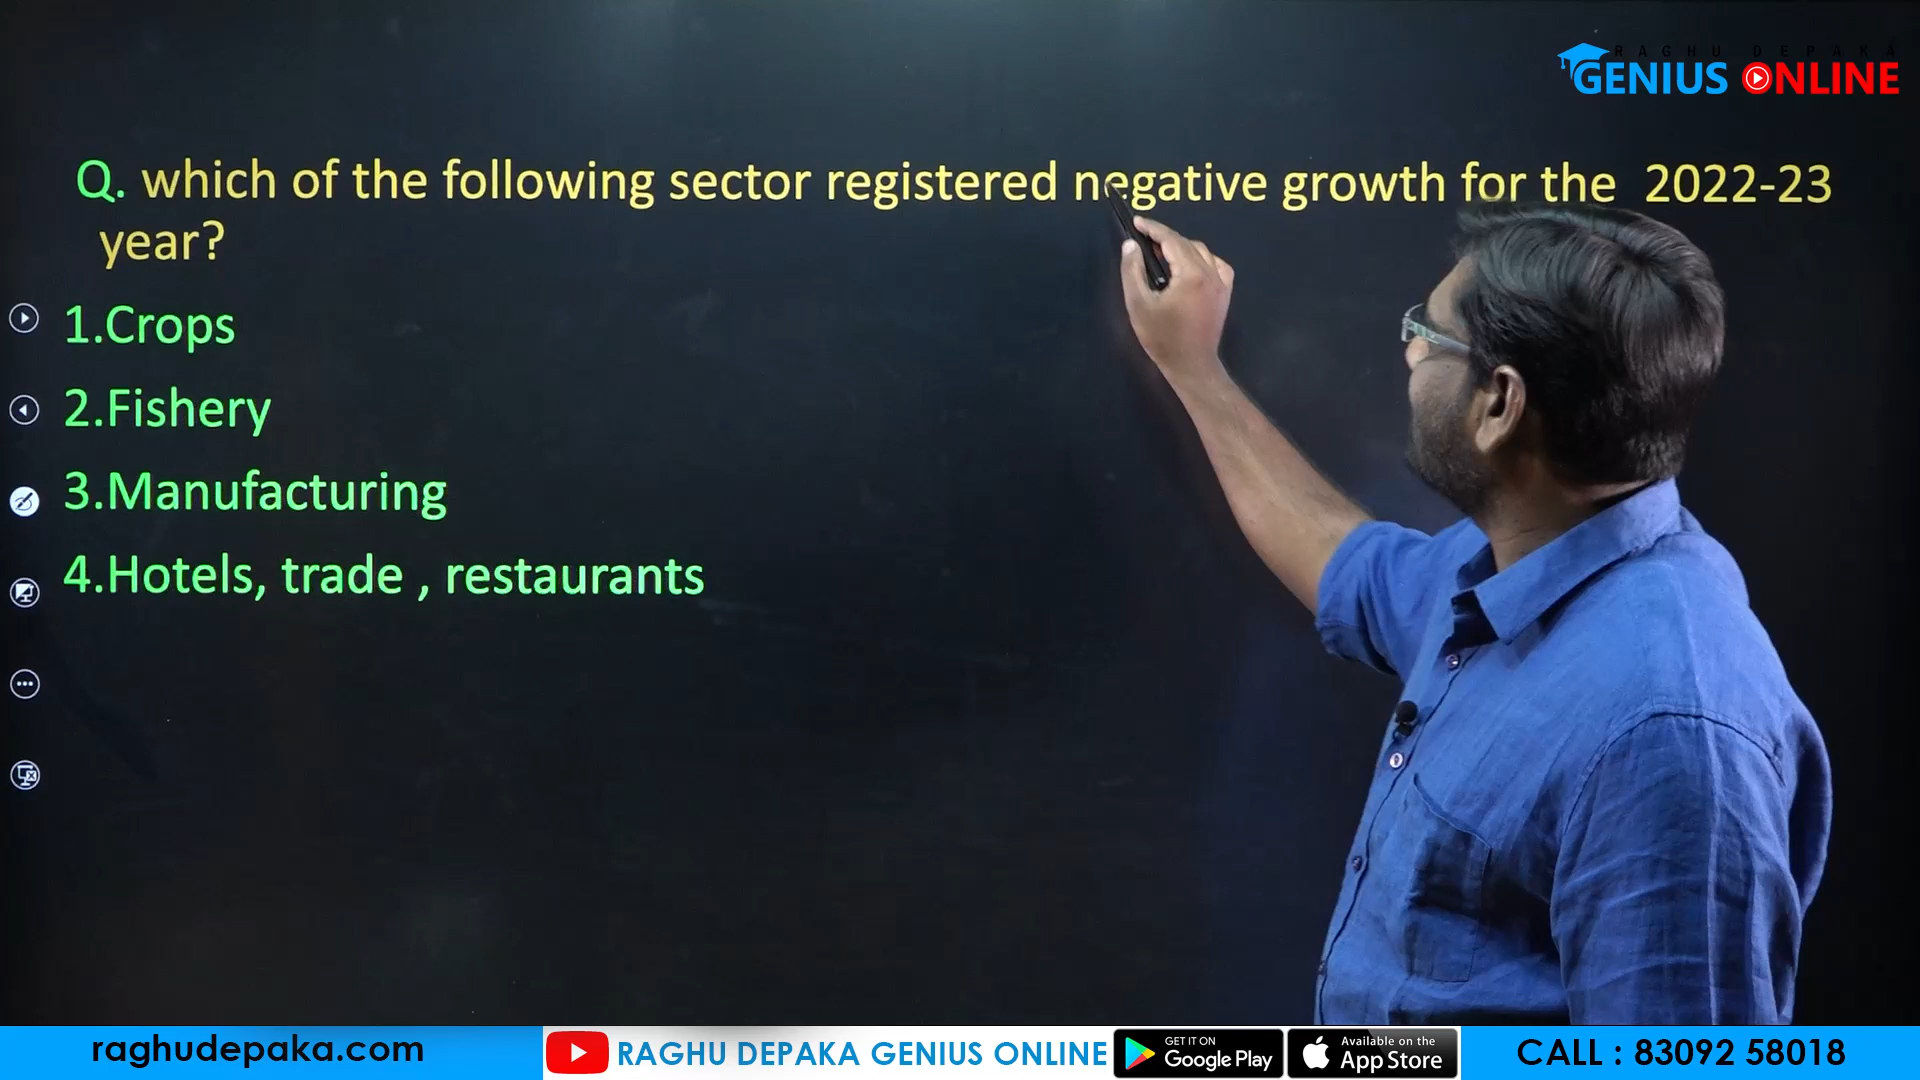 RAGHU DEPAKA
GENIUS ONLINE
Q. which of the following sector registered negative growth for the 2022-23
year?
1.Crops
2.Fishery
3.Manufacturing
4.Hotels, trade , restaurants
raghudepaka.com
RAGHU DEPAKA GENIUS ONLINE
GET IT ON
Google Play
Available on the
App Store
CALL : 83092 58018